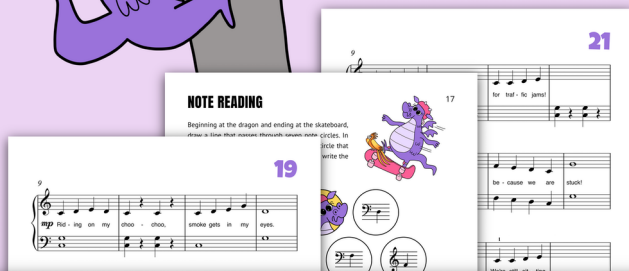 21
9
for traf - fic jams!
be - cause we are stuck!
NOTE READING
17
Beginning at the dragon and ending at the skateboard,
draw a line that passes through seven note circles. In
circle that
write the
19
9
mp
Rid - ing on my choo - choo, smoke gets in my eyes.
1